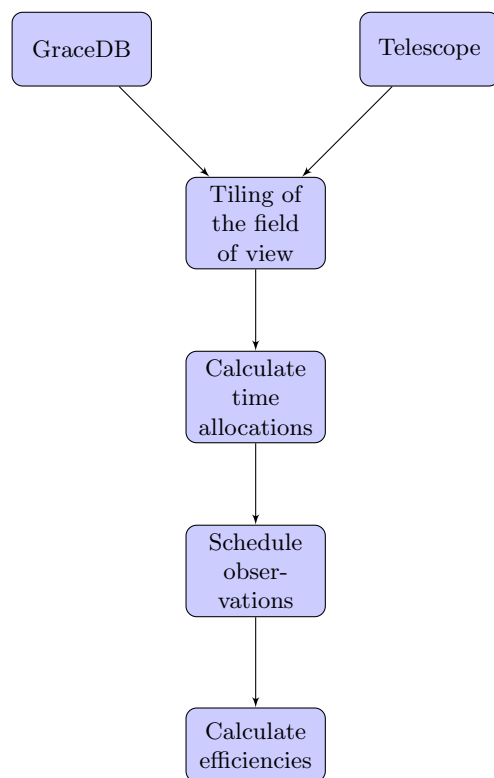 GraceDB
Telescope
Tiling of
the field
of view
Calculate
time
allocations
Schedule
obser-
vations
Calculate
efficiencies